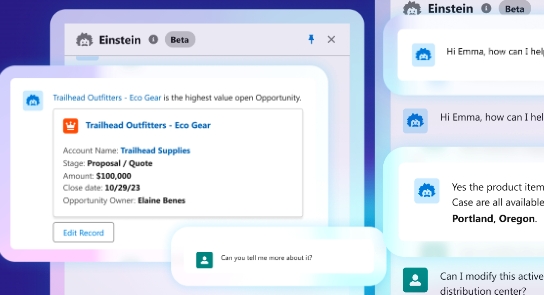 Einstein Beta
Trailhead Outfitters - Eco Gear is the highest value open Opportunity.
Trailhead Outfitters - Eco Gear
Account Name: Trailhead Supplies
Stage: Proposal / Quote
Amount: $100,000
Close date: 10/29/23
Opportunity Owner: Elaine Benes
Edit Record
Can you tell me more about it?
Einstein Beta
Hi Emma, how can I hel
Hi Emma, how can I hel
Yes the product item
Case are all available
Portland, Oregon.
Can I modify this active
distribution center?